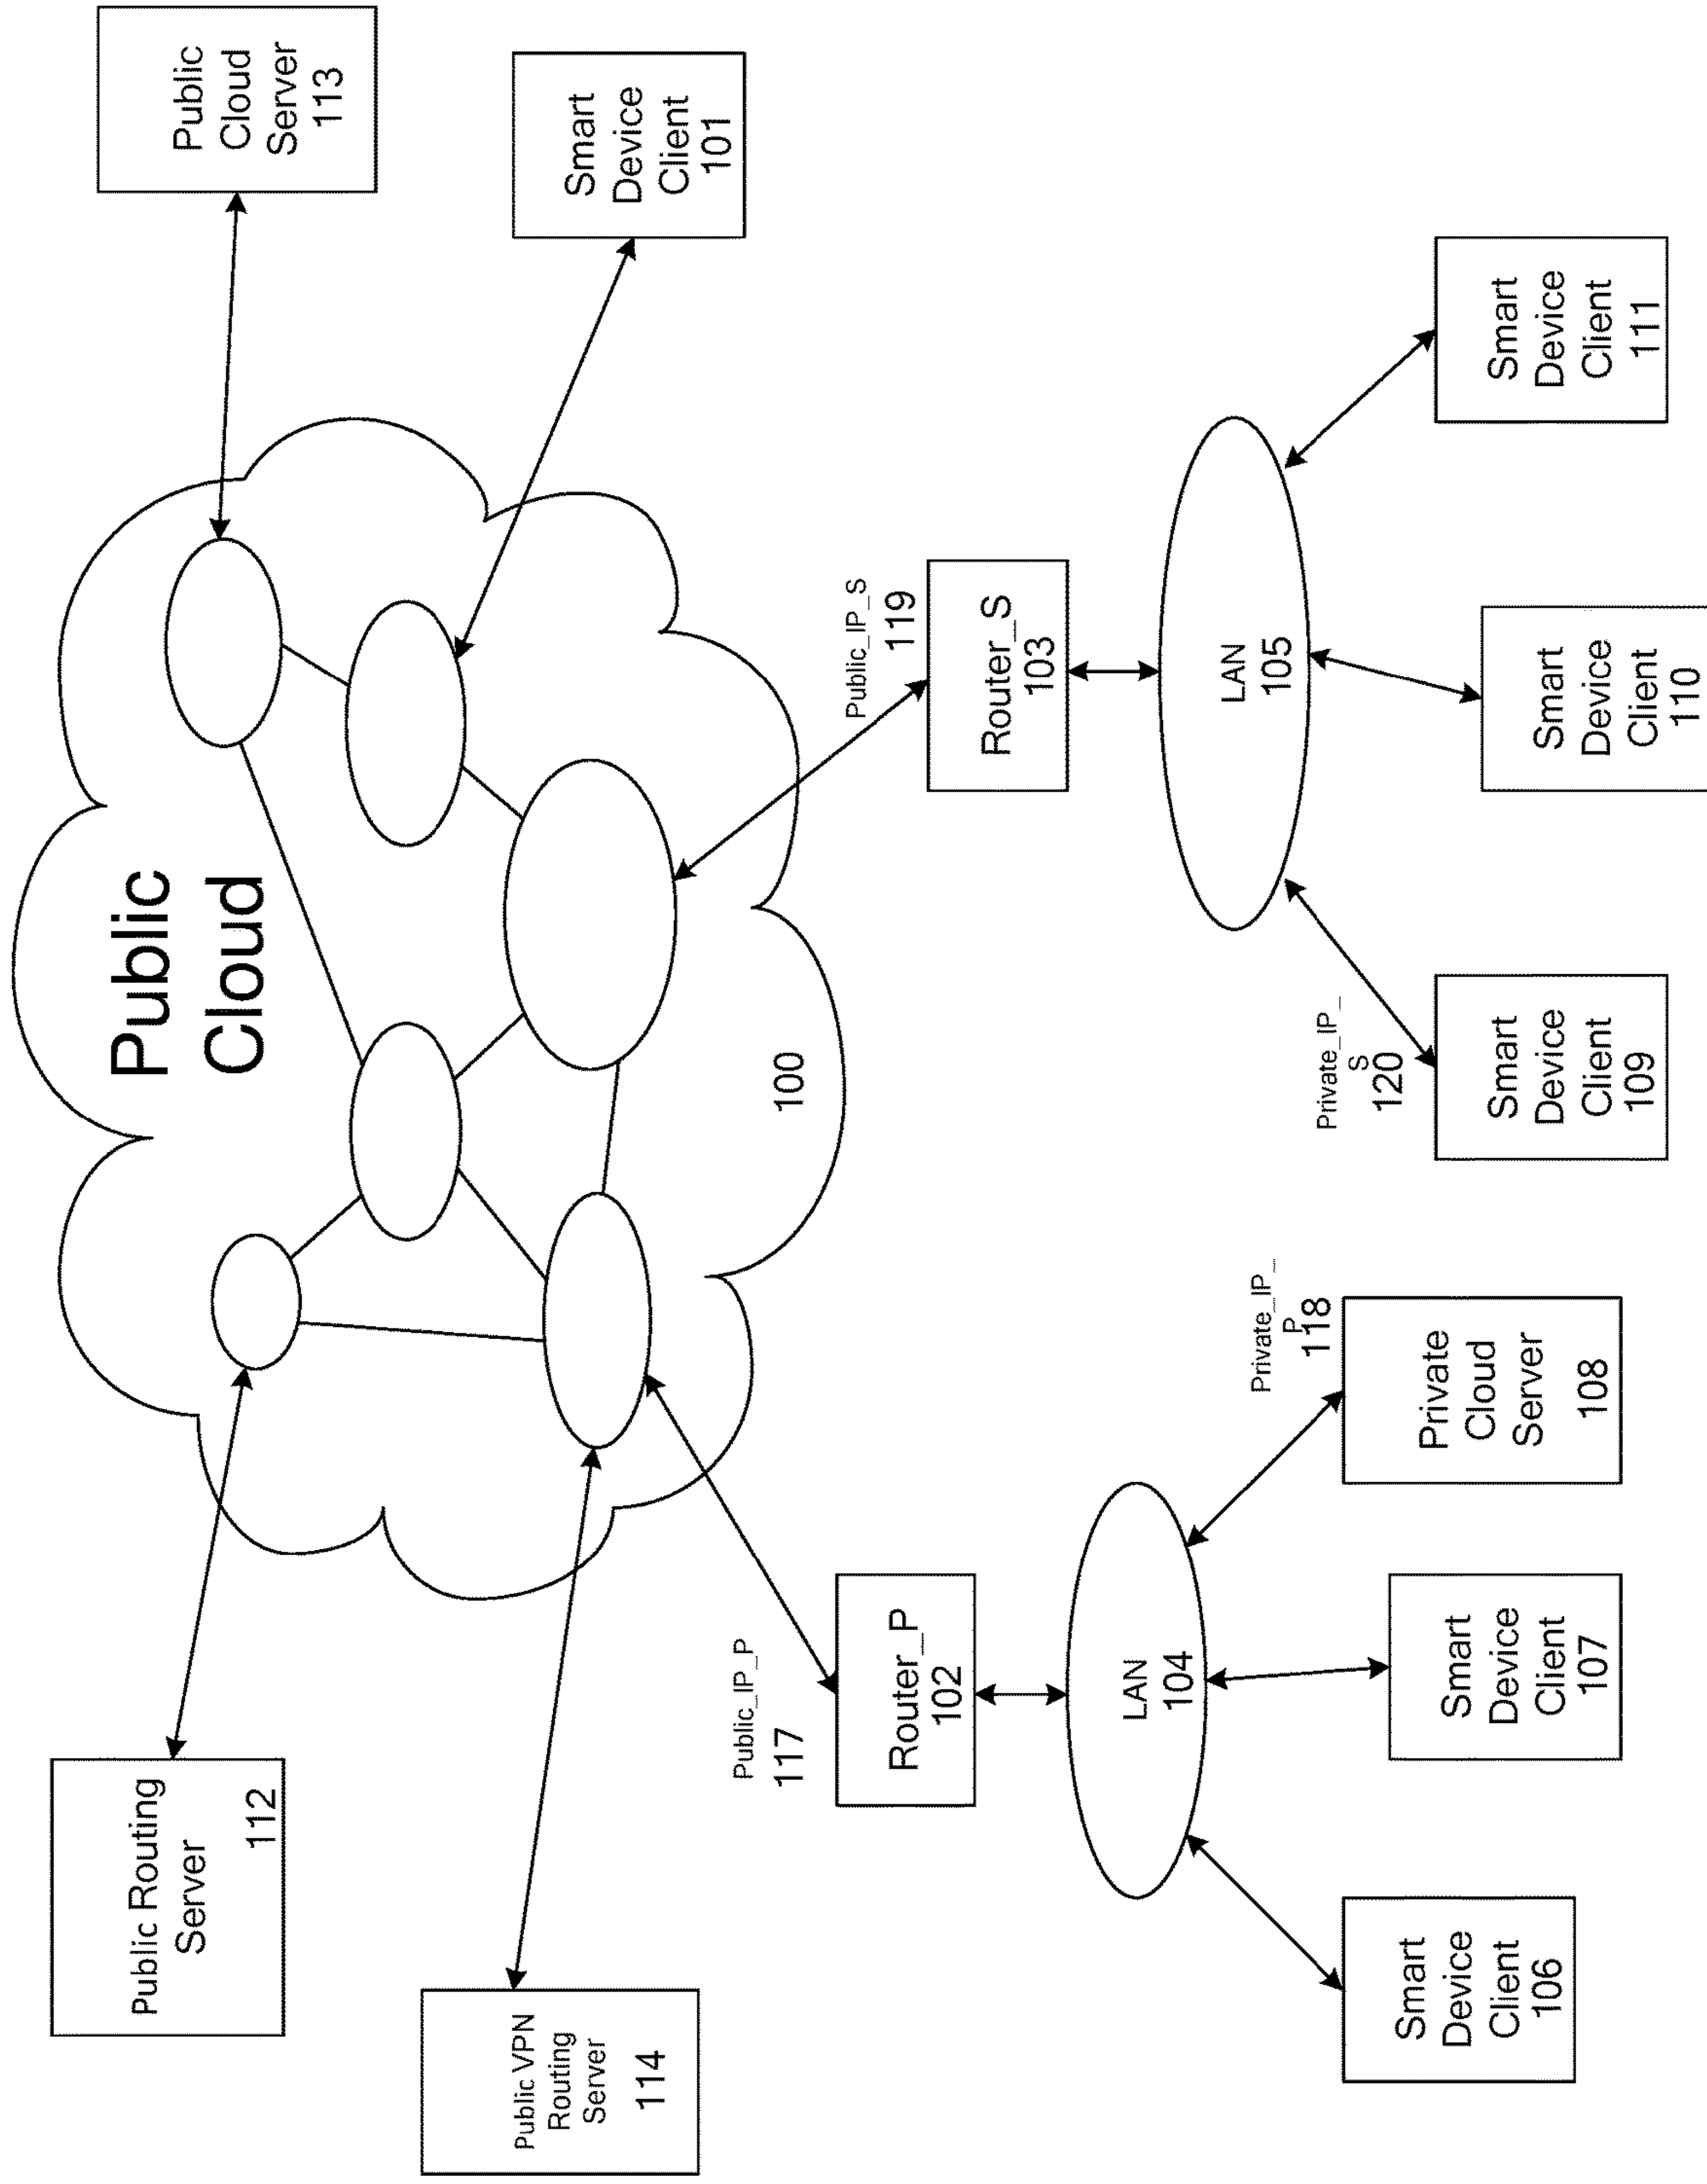 Public Routing
Server
112
Public VPN
Routing
Server
114
Public
Cloud
100
Public
Cloud
Server
113
Smart
Device
Client
101
Public_IP_P
117
Router_P
102
LAN
104
Smart
Device
Client
106
Smart
Device
Client
107
Private_IP_
P
118
Private
Cloud
Server
108
Public_IP_S
119
Router_S
103
LAN
105
Private_IP_
S
120
Smart
Device
Client
109
Smart
Device
Client
110
Smart
Device
Client
111